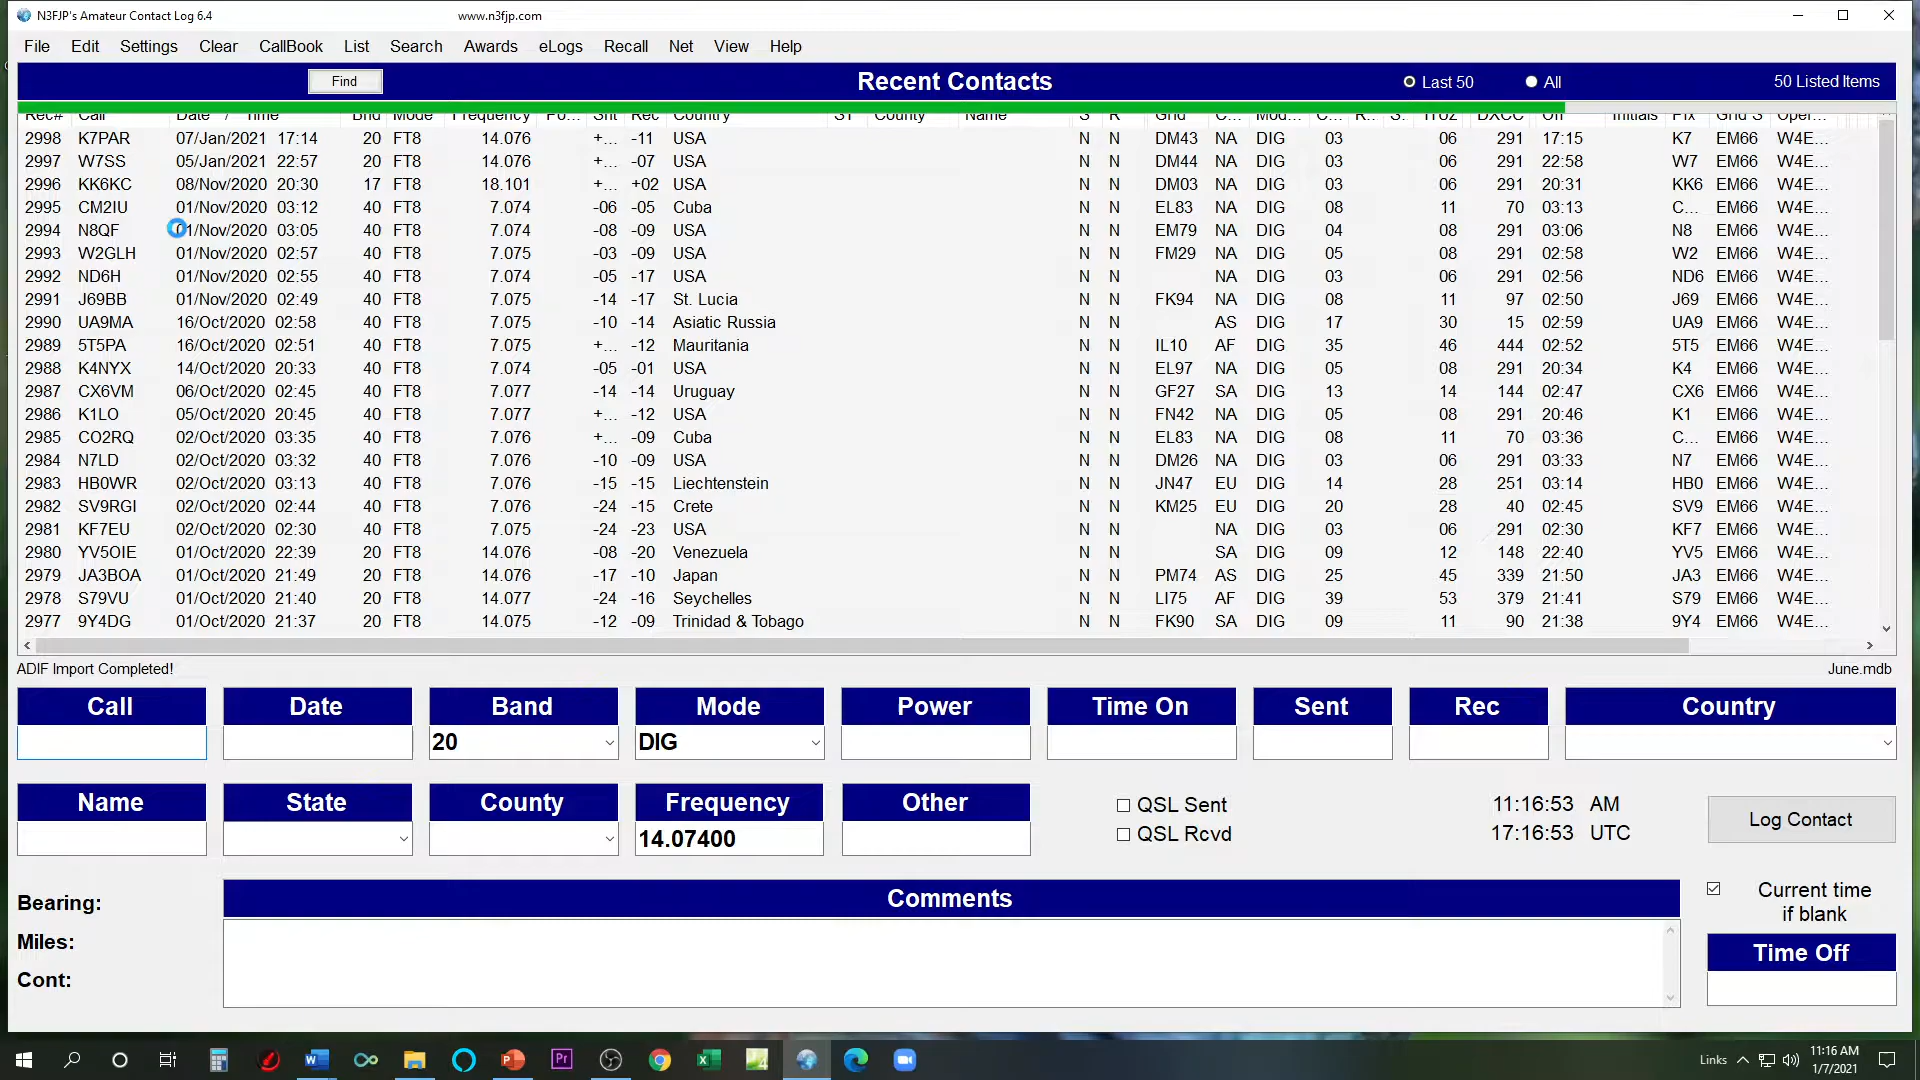 N3FJP's Amateur Contact Log 6.4 www.n3fjp.com
File Edit Settings Clear CallBook List Search Awards eLogs Recall Net View Help
Find Recent Contacts Last 50 All 50 Listed Items
Rec# Call Date / Time Bnd Mode Frequency Po... Snt Rec Country ST County Name S R Grid C... Mod... C... R.. S. ITUz DXCC Off Initials Pfx Grid S Oper...
2998 K7PAR 07/Jan/2021 17:14 20 FT8 14.076 +... -11 USA N N DM43 NA DIG 03 06 291 17:15 K7 EM66 W4E...
2997 W7SS 05/Jan/2021 22:57 20 FT8 14.076 +... -07 USA N N DM44 NA DIG 03 06 291 22:58 W7 EM66 W4E...
2996 KK6KC 08/Nov/2020 20:30 17 FT8 18.101 +... +02 USA N N DM03 NA DIG 03 06 291 20:31 KK6 EM66 W4E...
2995 CM2IU 01/Nov/2020 03:12 40 FT8 7.074 -06 -05 Cuba N N EL83 NA DIG 08 11 70 03:13 C... EM66 W4E...
2994 N8QF 01/Nov/2020 03:05 40 FT8 7.074 -08 -09 USA N N EM79 NA DIG 04 08 291 03:06 N8 EM66 W4E...
2993 W2GLH 01/Nov/2020 02:57 40 FT8 7.075 -03 -09 USA N N FM29 NA DIG 05 08 291 02:58 W2 EM66 W4E...
2992 ND6H 01/Nov/2020 02:55 40 FT8 7.074 -05 -17 USA N N NA DIG 03 06 291 02:56 ND6 EM66 W4E...
2991 J69BB 01/Nov/2020 02:49 40 FT8 7.075 -14 -17 St. Lucia N N FK94 NA DIG 08 11 97 02:50 J69 EM66 W4E...
2990 UA9MA 16/Oct/2020 02:58 40 FT8 7.075 -10 -14 Asiatic Russia N N AS DIG 17 30 15 02:59 UA9 EM66 W4E...
2989 5T5PA 16/Oct/2020 02:51 40 FT8 7.075 +... -12 Mauritania N N IL10 AF DIG 35 46 444 02:52 5T5 EM66 W4E...
2988 K4NYX 14/Oct/2020 20:33 40 FT8 7.074 -05 -01 USA N N EL97 NA DIG 05 08 291 20:34 K4 EM66 W4E...
2987 CX6VM 06/Oct/2020 02:45 40 FT8 7.077 -14 -14 Uruguay N N GF27 SA DIG 13 14 144 02:47 CX6 EM66 W4E...
2986 K1LO 05/Oct/2020 20:45 40 FT8 7.077 +... -12 USA N N FN42 NA DIG 05 08 291 20:46 K1 EM66 W4E...
2985 CO2RQ 02/Oct/2020 03:35 40 FT8 7.076 +... -09 Cuba N N EL83 NA DIG 08 11 70 03:36 C... EM66 W4E...
2984 N7LD 02/Oct/2020 03:32 40 FT8 7.076 -10 -09 USA N N DM26 NA DIG 03 06 291 03:33 N7 EM66 W4E...
2983 HB0WR 02/Oct/2020 03:13 40 FT8 7.076 -15 -15 Liechtenstein N N JN47 EU DIG 14 28 251 03:14 HB0 EM66 W4E...
2982 SV9RGI 02/Oct/2020 02:44 40 FT8 7.076 -24 -15 Crete N N KM25 EU DIG 20 28 40 02:45 SV9 EM66 W4E...
2981 KF7EU 02/Oct/2020 02:30 40 FT8 7.075 -24 -23 USA N N NA DIG 03 06 291 02:30 KF7 EM66 W4E...
2980 YV5OIE 01/Oct/2020 22:39 20 FT8 14.076 -08 -20 Venezuela N N SA DIG 09 12 148 22:40 YV5 EM66 W4E...
2979 JA3BOA 01/Oct/2020 21:49 20 FT8 14.076 -17 -10 Japan N N PM74 AS DIG 25 45 339 21:50 JA3 EM66 W4E...
2978 S79VU 01/Oct/2020 21:40 20 FT8 14.077 -24 -16 Seychelles N N LI75 AF DIG 39 53 379 21:41 S79 EM66 W4E...
2977 9Y4DG 01/Oct/2020 21:37 20 FT8 14.075 -12 -09 Trinidad & Tobago N N FK90 SA DIG 09 11 90 21:38 9Y4 EM66 W4E...
ADIF Import Completed! June.mdb
Call Date Band Mode Power Time On Sent Rec Country
20 DIG
Name State County Frequency Other
14.07400
QSL Sent 11:16:53 AM
QSL Rcvd 17:16:53 UTC
Log Contact
Bearing: Comments
Miles:
Cont:
Current time
if blank
Time Off
Links 11:16 AM
1/7/2021